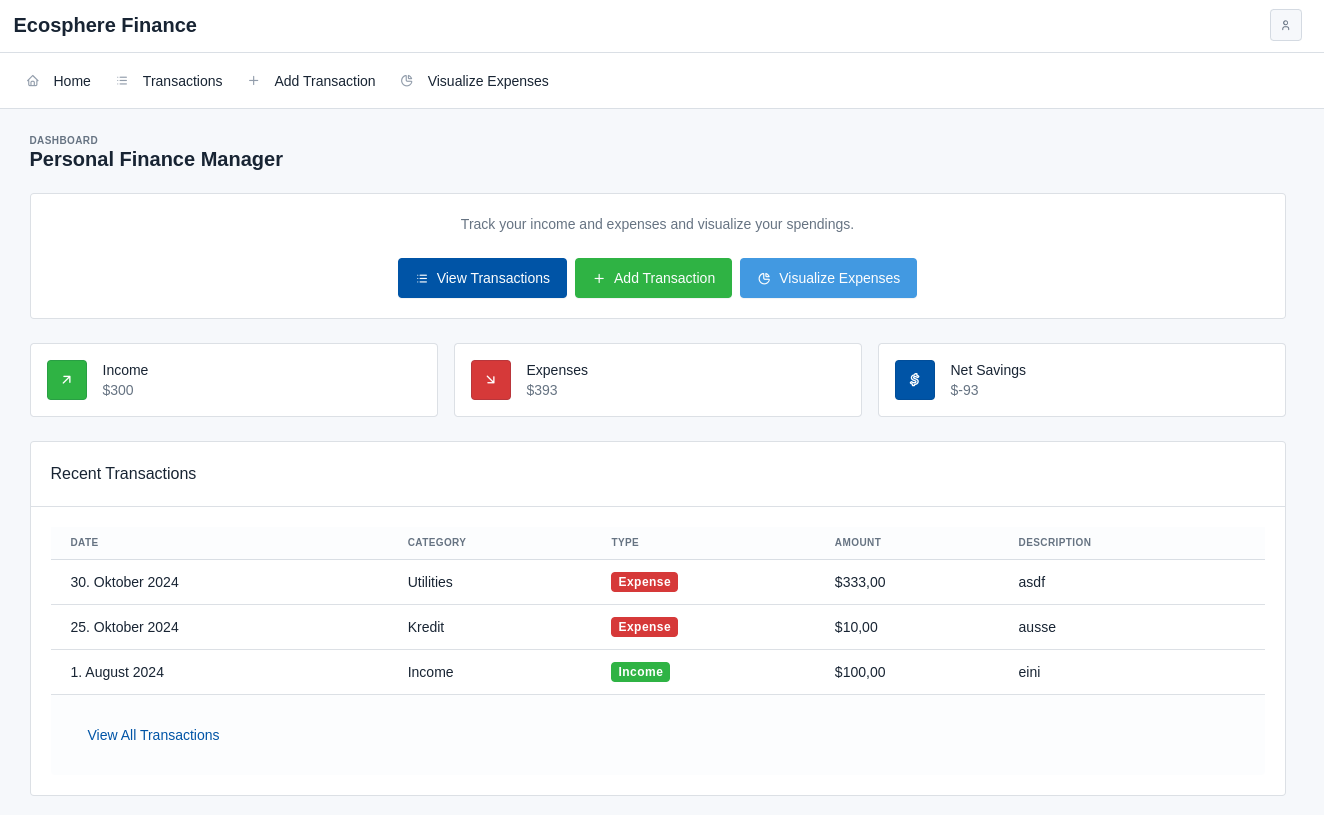 Ecosphere Finance
Home Transactions Add Transaction Visualize Expenses
DASHBOARD
Personal Finance Manager
Track your income and expenses and visualize your spendings.
View Transactions Add Transaction Visualize Expenses
Income
$300
Expenses
$393
Net Savings
$-93
Recent Transactions
DATE CATEGORY TYPE AMOUNT DESCRIPTION
30. Oktober 2024 Utilities Expense $333,00 asdf
25. Oktober 2024 Kredit Expense $10,00 ausse
1. August 2024 Income Income $100,00 eini
View All Transactions